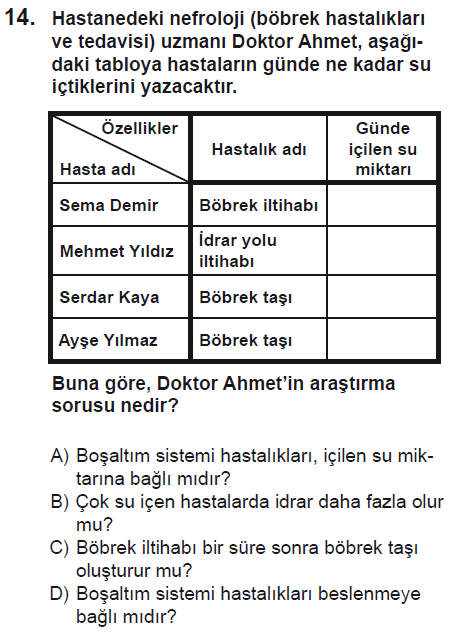 14. Hastanedeki nefroloji (böbrek hastalıkları
ve tedavisi) uzmanı Doktor Ahmet, aşağı-
daki tabloya hastaların günde ne kadar su
içtiklerini yazacaktır.
Özellikler
Hasta adı
Hastalık adı
Günde
içilen su
miktarı
Sema Demir
Böbrek iltihabı
Mehmet Yıldız
İdrar yolu
iltihabı
Serdar Kaya
Böbrek taşı
Ayşe Yılmaz
Böbrek taşı
Buna göre, Doktor Ahmet'in araştırma
sorusu nedir?
A) Boşaltım sistemi hastalıkları, içilen su mik-
tarına bağlı mıdır?
B) Çok su içen hastalarda idrar daha fazla olur
mu?
C) Böbrek iltihabı bir süre sonra böbrek taşı
oluşturur mu?
D) Boşaltım sistemi hastalıkları beslenmeye
bağlı mıdır?